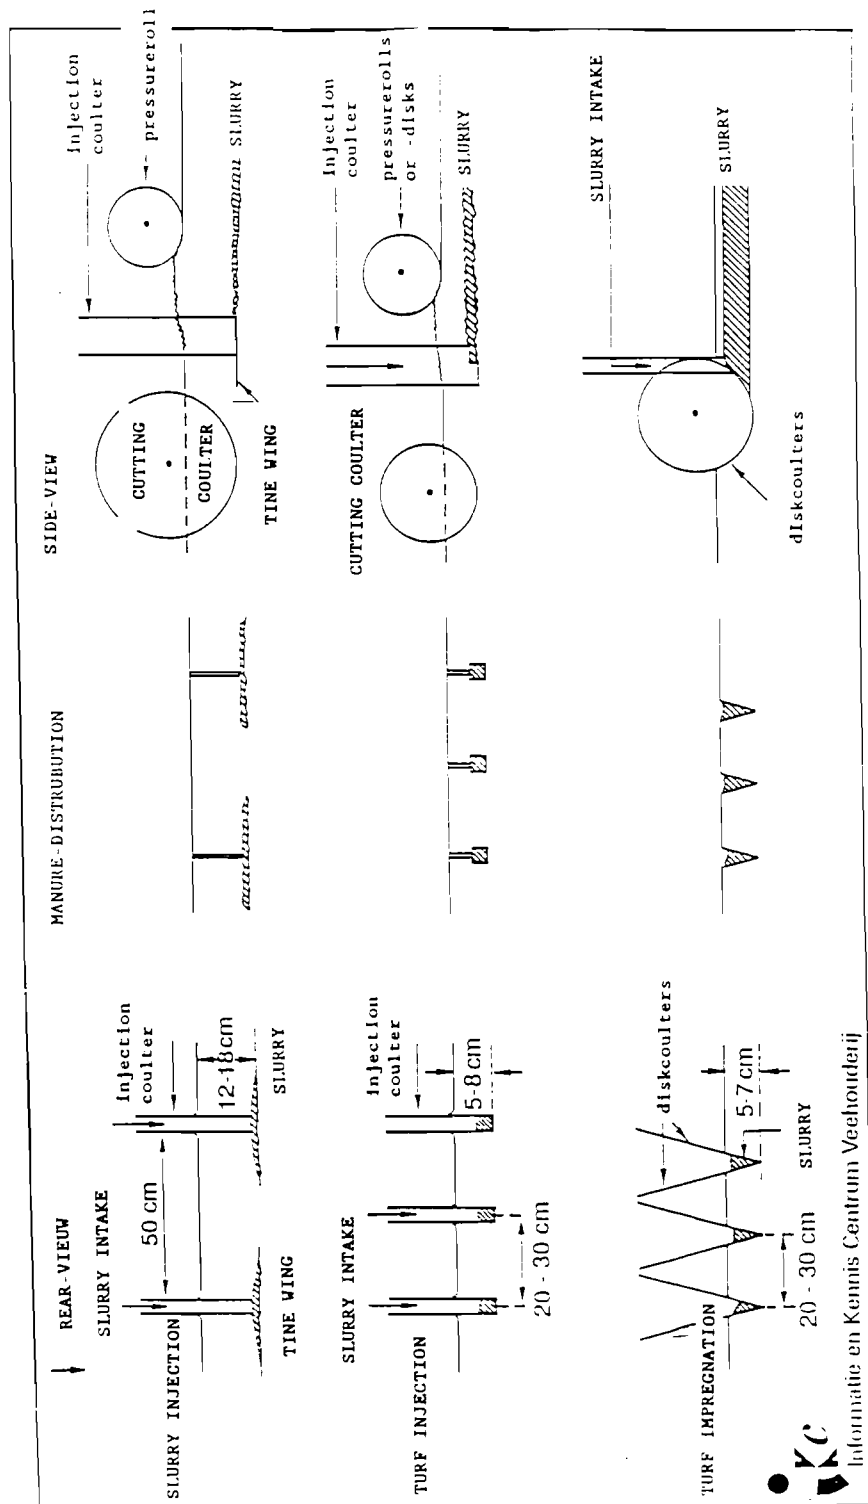 REAR-VIEUW
MANURE-DISTRUBUTION
SIDE-VIEW
SLURRY INTAKE
Injection
coulter
SLURRY INJECTION
50 cm
12-18cm
SLURRY
TINE WING
CUTTING
COULTER
TINE WING
Injection
coulter
pressureroll
SLURRY
SLURRY INTAKE
Injection
coulter
TURF INJECTION
20 - 30 cm
5-8 cm
CUTTING COULTER
Injection
coulter
pressurerolls
or -disks
SLURRY
TURF IMPREGNATION
diskcoulters
20 - 30 cm
5-7 cm
SLURRY
SLURRY INTAKE
SLURRY
diskcoulters
iKC
Informatie en Kennis Centrum Veehouderij